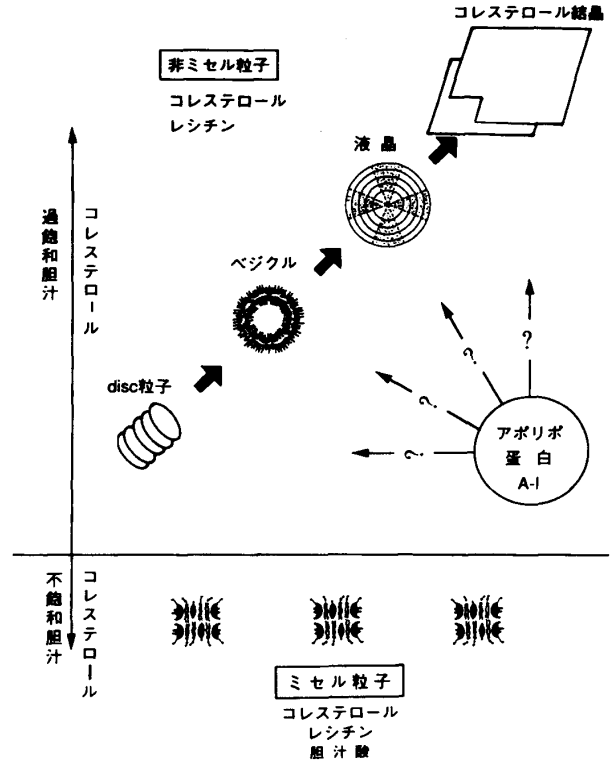 コレステロール結晶
非ミセル粒子
コレステロール
レシチン
液晶
コレステロール
過飽和胆汁
ベジクル
disc粒子
?
?
?
?
アポリポ
蛋白
A-I
コレステロール
不飽和胆汁
ミセル粒子
コレステロール
レシチン
胆汁酸